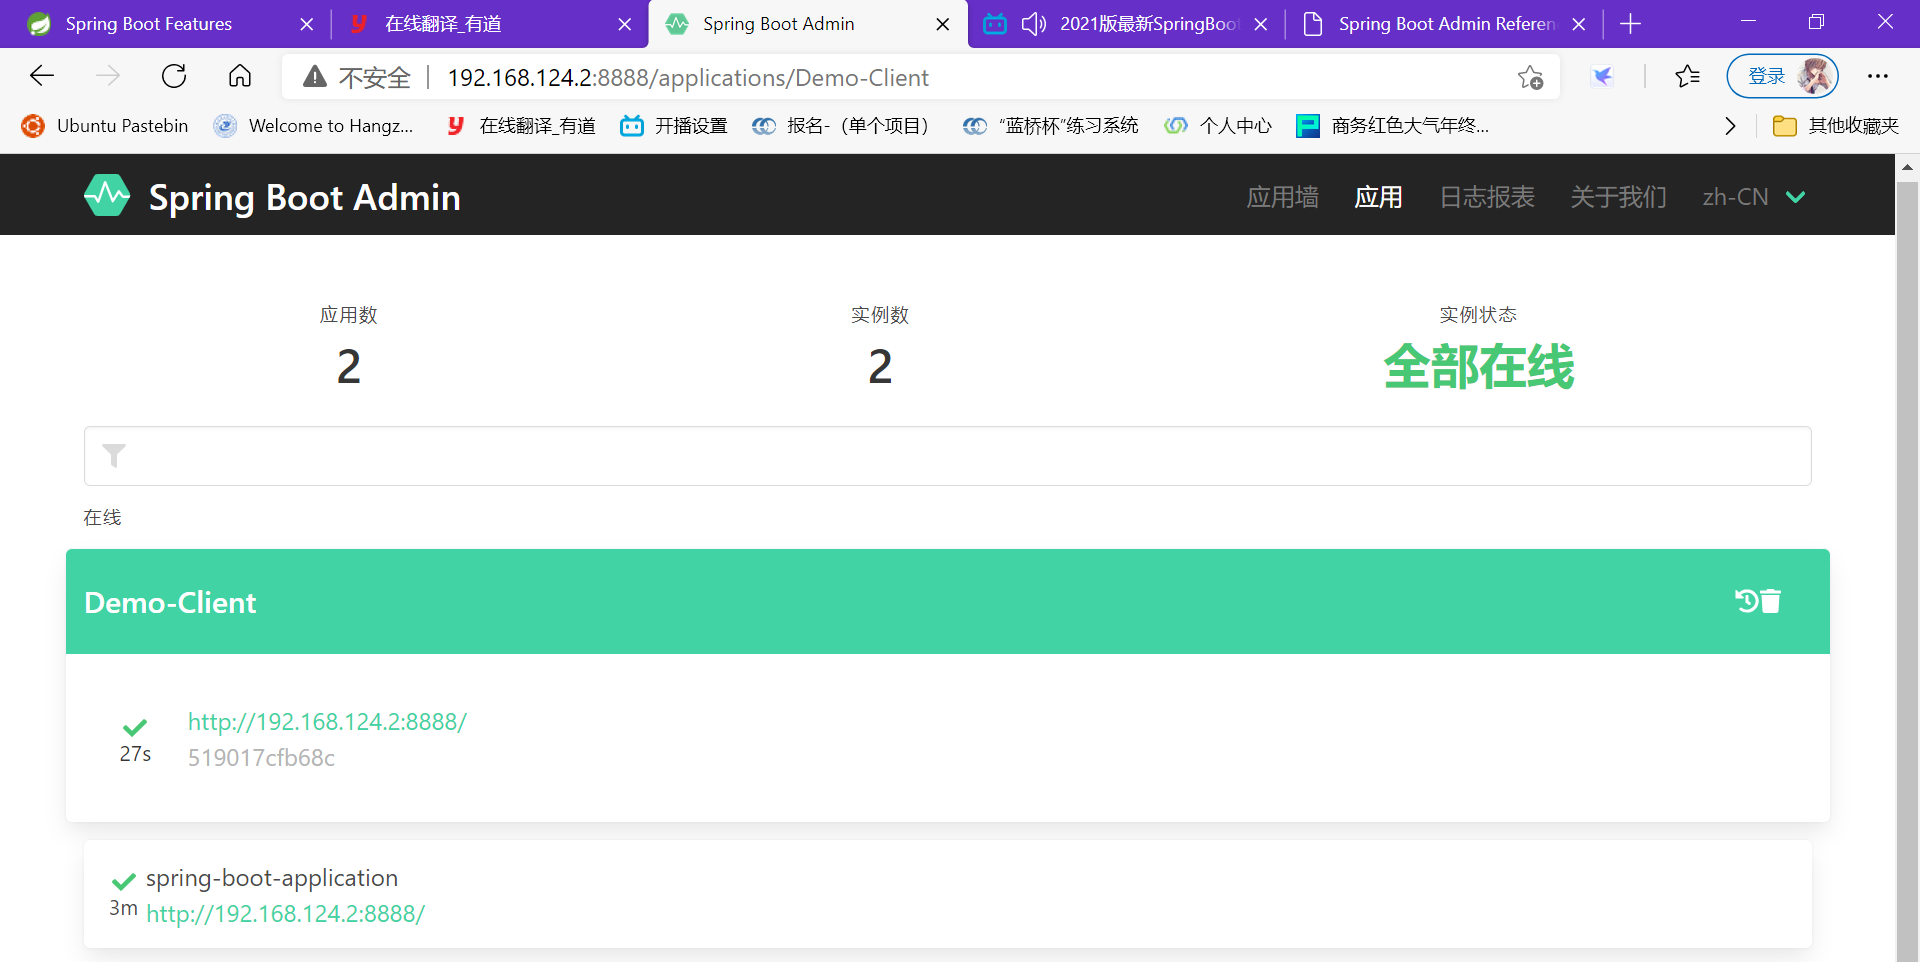 Spring Boot Features
在线翻译_有道
Spring Boot Admin
2021版最新SpringBoo
Spring Boot Admin Referen
不安全
192.168.124.2:8888/applications/Demo-Client
登录
Ubuntu Pastebin
Welcome to Hangz...
在线翻译_有道
开播设置
报名-（单个项目）
“蓝桥杯”练习系统
个人中心
商务红色大气年终...
其他收藏夹
Spring Boot Admin
应用墙
应用
日志报表
关于我们
zh-CN
应用数
实例数
实例状态
2
2
全部在线
在线
Demo-Client
http://192.168.124.2:8888/
27s
519017cfb68c
spring-boot-application
3m
http://192.168.124.2:8888/